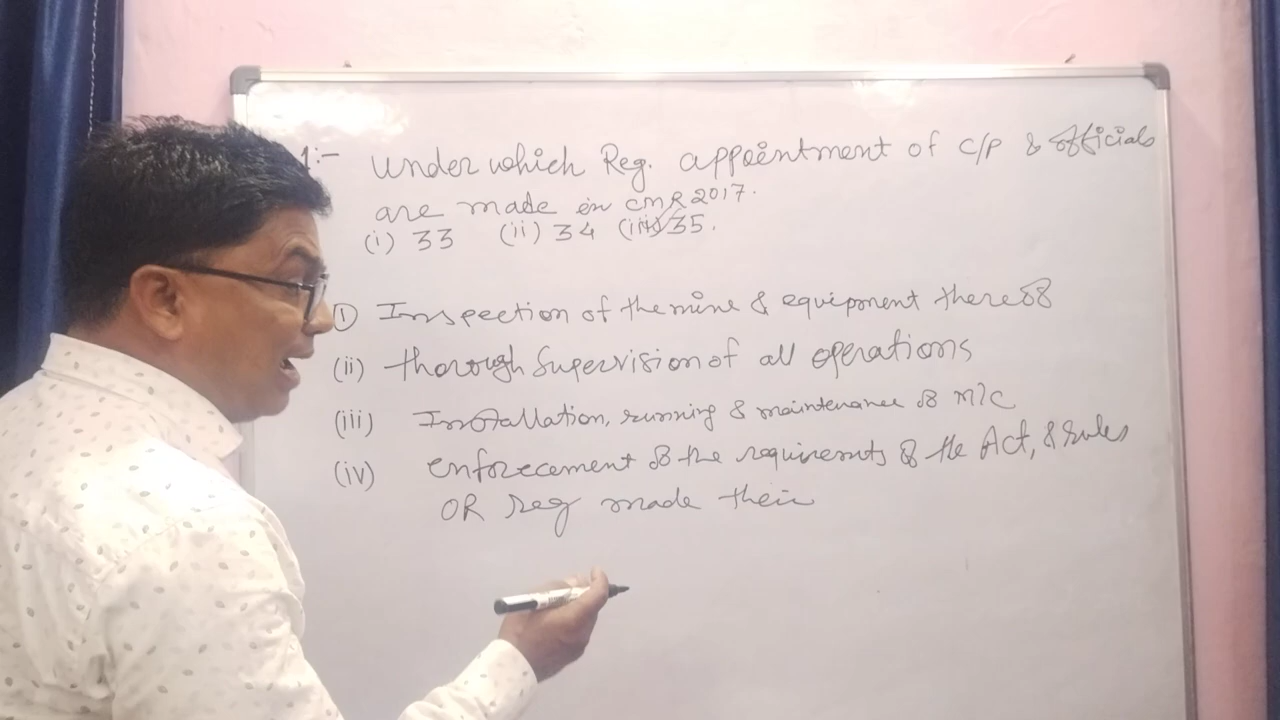 1:- Under which Reg. appointment of C/P & officials
are made in CMR 2017.
(i) 33 (ii) 34 (iii) 35.
(i) Inspection of the mine & equipment thereof
(ii) thorough Supervision of all operations
(iii) Installation, running & maintenance of M/C
(iv) enforecement of the requirements of the Act, & rules
OR reg made their